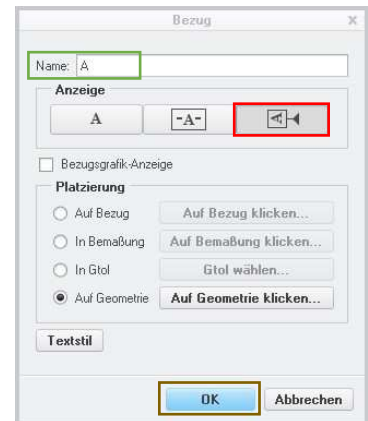 Bezug x
Name: A
Anzeige
A -A- A
Bezugsgrafik-Anzeige
Platzierung
Auf Bezug Auf Bezug klicken...
In Bemaßung Auf Bemaßung klicken...
In Gtol Gtol wählen...
Auf Geometrie Auf Geometrie klicken...
Textstil
OK Abbrechen